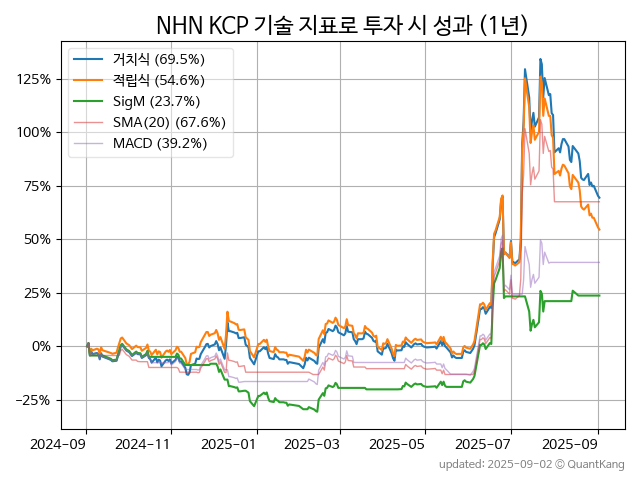 NHN KCP 기술 지표로 투자 시 성과 (1년)
거치식 (69.5%)
적립식 (54.6%)
SigM (23.7%)
SMA(20) (67.6%)
MACD (39.2%)
125%
100%
75%
50%
25%
0%
−25%
2024-09 2024-11 2025-01 2025-03 2025-05 2025-07 2025-09
updated: 2025-09-02 © QuantKang